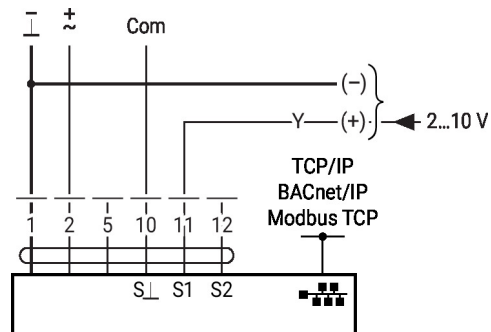 – +
⊥ ~ Com
(–)
Y (+) 2...10 V
TCP/IP
BACnet/IP
Modbus TCP
1 2 5 10 11 12
S⊥ S1 S2